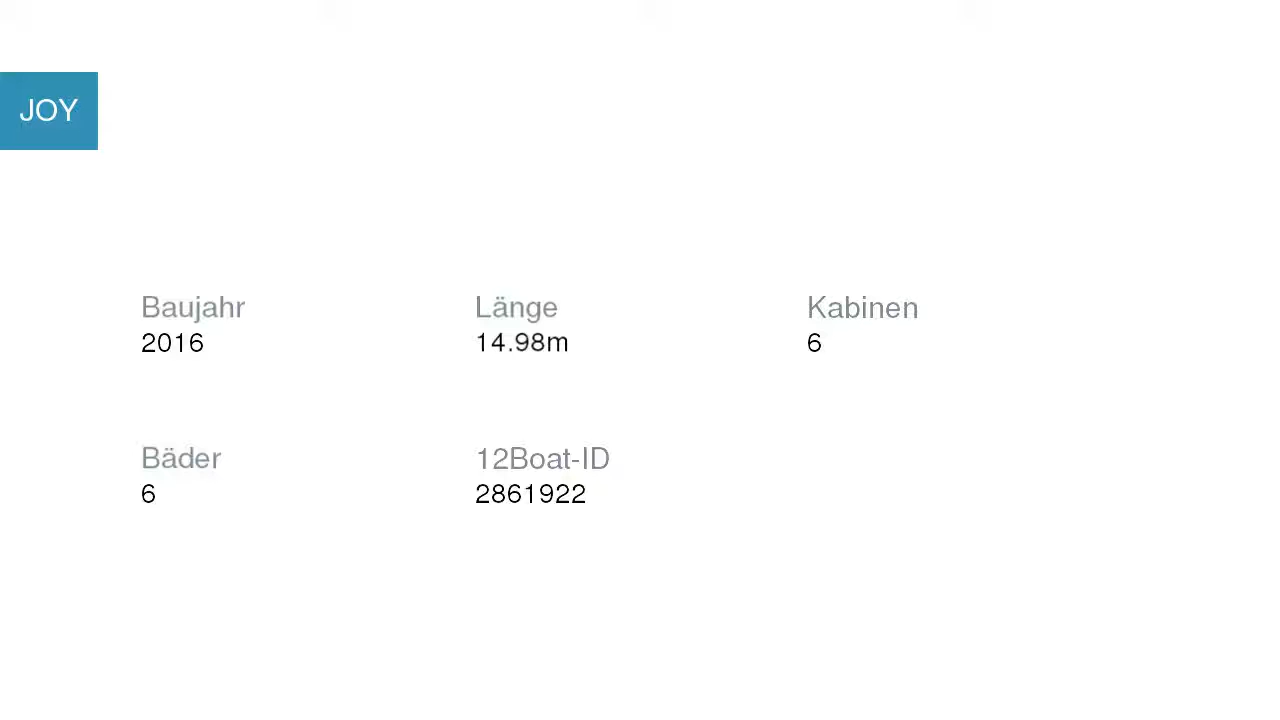 JOY
Baujahr
2016
Länge
14.98m
Kabinen
6
Bäder
6
12Boat-ID
2861922